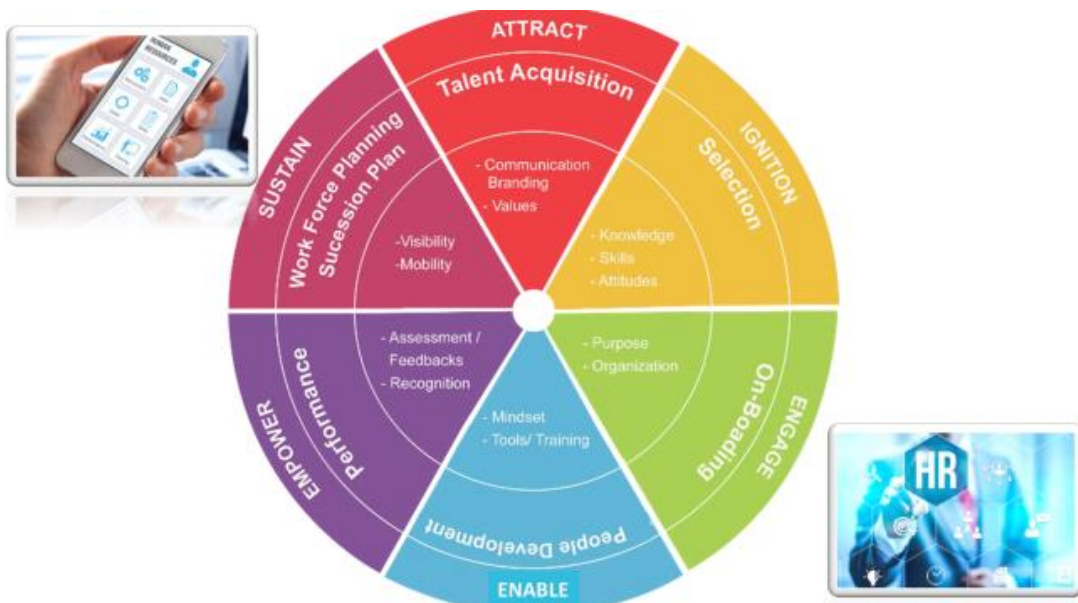 ATTRACT
Talent Acquisition
- Communication
Branding
- Values
IGNITION
Selection
- Knowledge
- Skills
- Attitudes
ENGAGE
On-Boading
- Purpose
- Organization
ENABLE
People Development
- Mindset
- Tools/ Training
EMPOWER
Performance
- Assessment /
Feedbacks
- Recognition
SUSTAIN
Work Force Planning
Sucession Plan
-Visibility
-Mobility
HUMAN
RESOURCES
HR